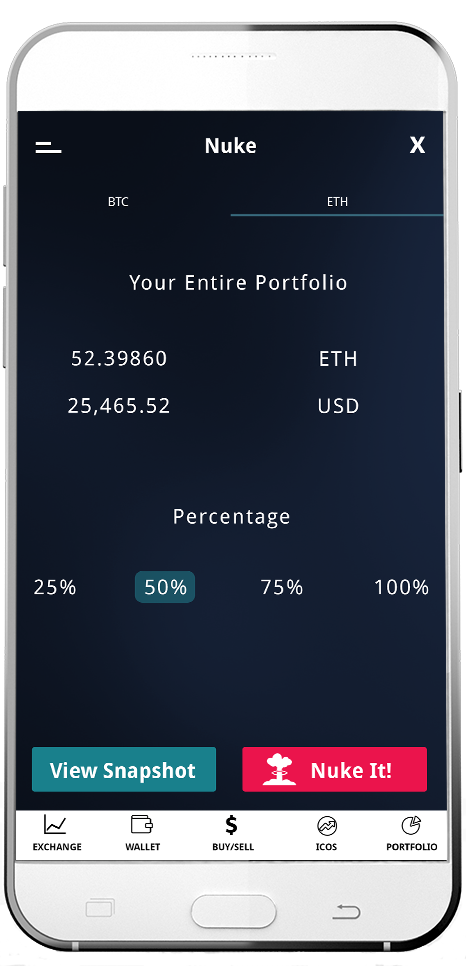 Nuke X
BTC ETH
Your Entire Portfolio
52.39860 ETH
25,465.52 USD
Percentage
25% 50% 75% 100%
View Snapshot Nuke It!
$
EXCHANGE WALLET BUY/SELL ICOS PORTFOLIO